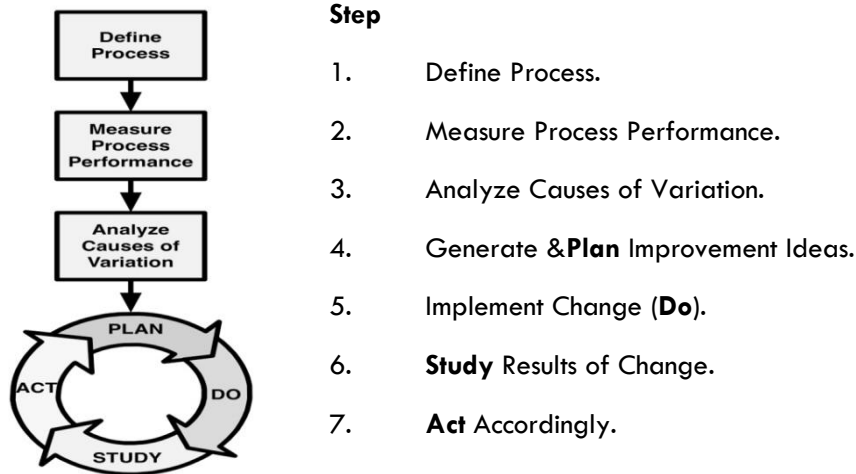 Define
Process
Measure
Process
Performance
Analyze
Causes of
Variation
PLAN
DO
STUDY
ACT
Step
1. Define Process.
2. Measure Process Performance.
3. Analyze Causes of Variation.
4. Generate &Plan Improvement Ideas.
5. Implement Change (Do).
6. Study Results of Change.
7. Act Accordingly.